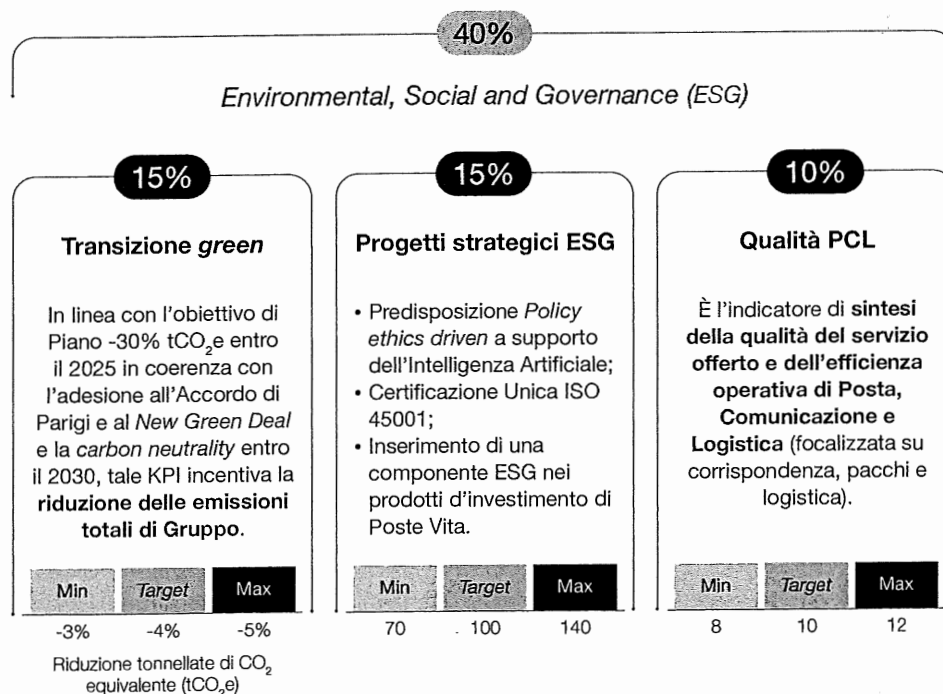 40%
Environmental, Social and Governance (ESG)
15%
Transizione green
In linea con l'obiettivo di
Piano -30% tCO₂e entro
il 2025 in coerenza con
l'adesione all'Accordo di
Parigi e al New Green Deal
e la carbon neutrality entro
il 2030, tale KPI incentiva la
riduzione delle emissioni
totali di Gruppo.
Min Target Max
-3% -4% -5%
Riduzione tonnellate di CO₂
equivalente (tCO₂e)
15%
Progetti strategici ESG
• Predisposizione Policy
ethics driven a supporto
dell'Intelligenza Artificiale;
• Certificazione Unica ISO
45001;
• Inserimento di una
componente ESG nei
prodotti d'investimento di
Poste Vita.
Min Target Max
70 100 140
10%
Qualità PCL
È l'indicatore di sintesi
della qualità del servizio
offerto e dell'efficienza
operativa di Posta,
Comunicazione e
Logistica (focalizzata su
corrispondenza, pacchi e
logistica).
Min Target Max
8 10 12